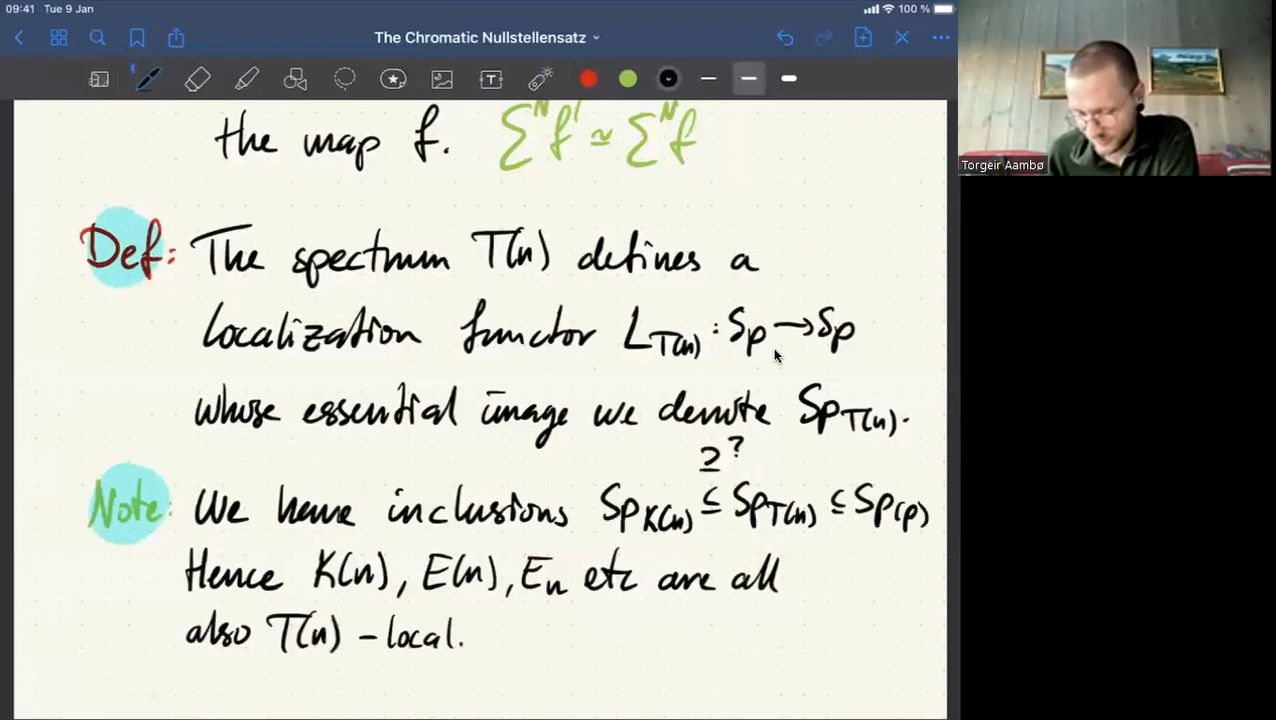 09:41 Tue 9 Jan
100 %
The Chromatic Nullstellensatz
T
Torgeir Aambø
the map f. Σᴺf' ≃ Σᴺf
Def: The spectrum T(n) defines a
localization functor L_T(n) : Sp → Sp
whose essential image we denote Sp_T(n).
⊇ ?
Note: We have inclusions Sp_K(n) ⊆ Sp_T(n) ⊆ Sp_(p)
Hence K(n), E(n), E_n etc are all
also T(n) – local.